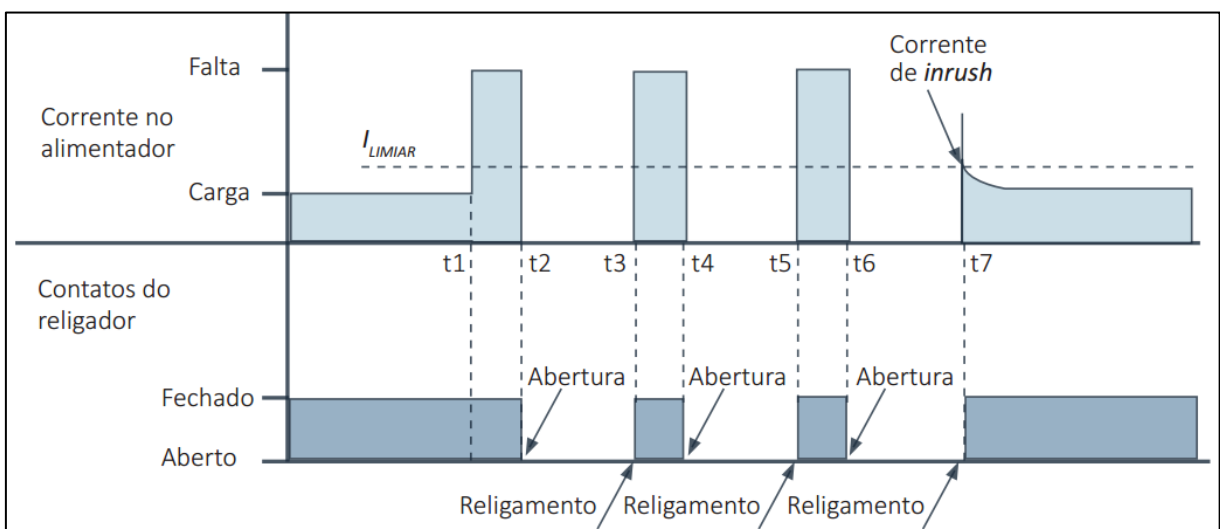 Falta
Corrente
de inrush
Corrente no
alimentador
I_LIMIAR
Carga
t1 t2 t3 t4 t5 t6 t7
Contatos do
religador
Fechado
Abertura Abertura Abertura
Aberto
Religamento Religamento Religamento